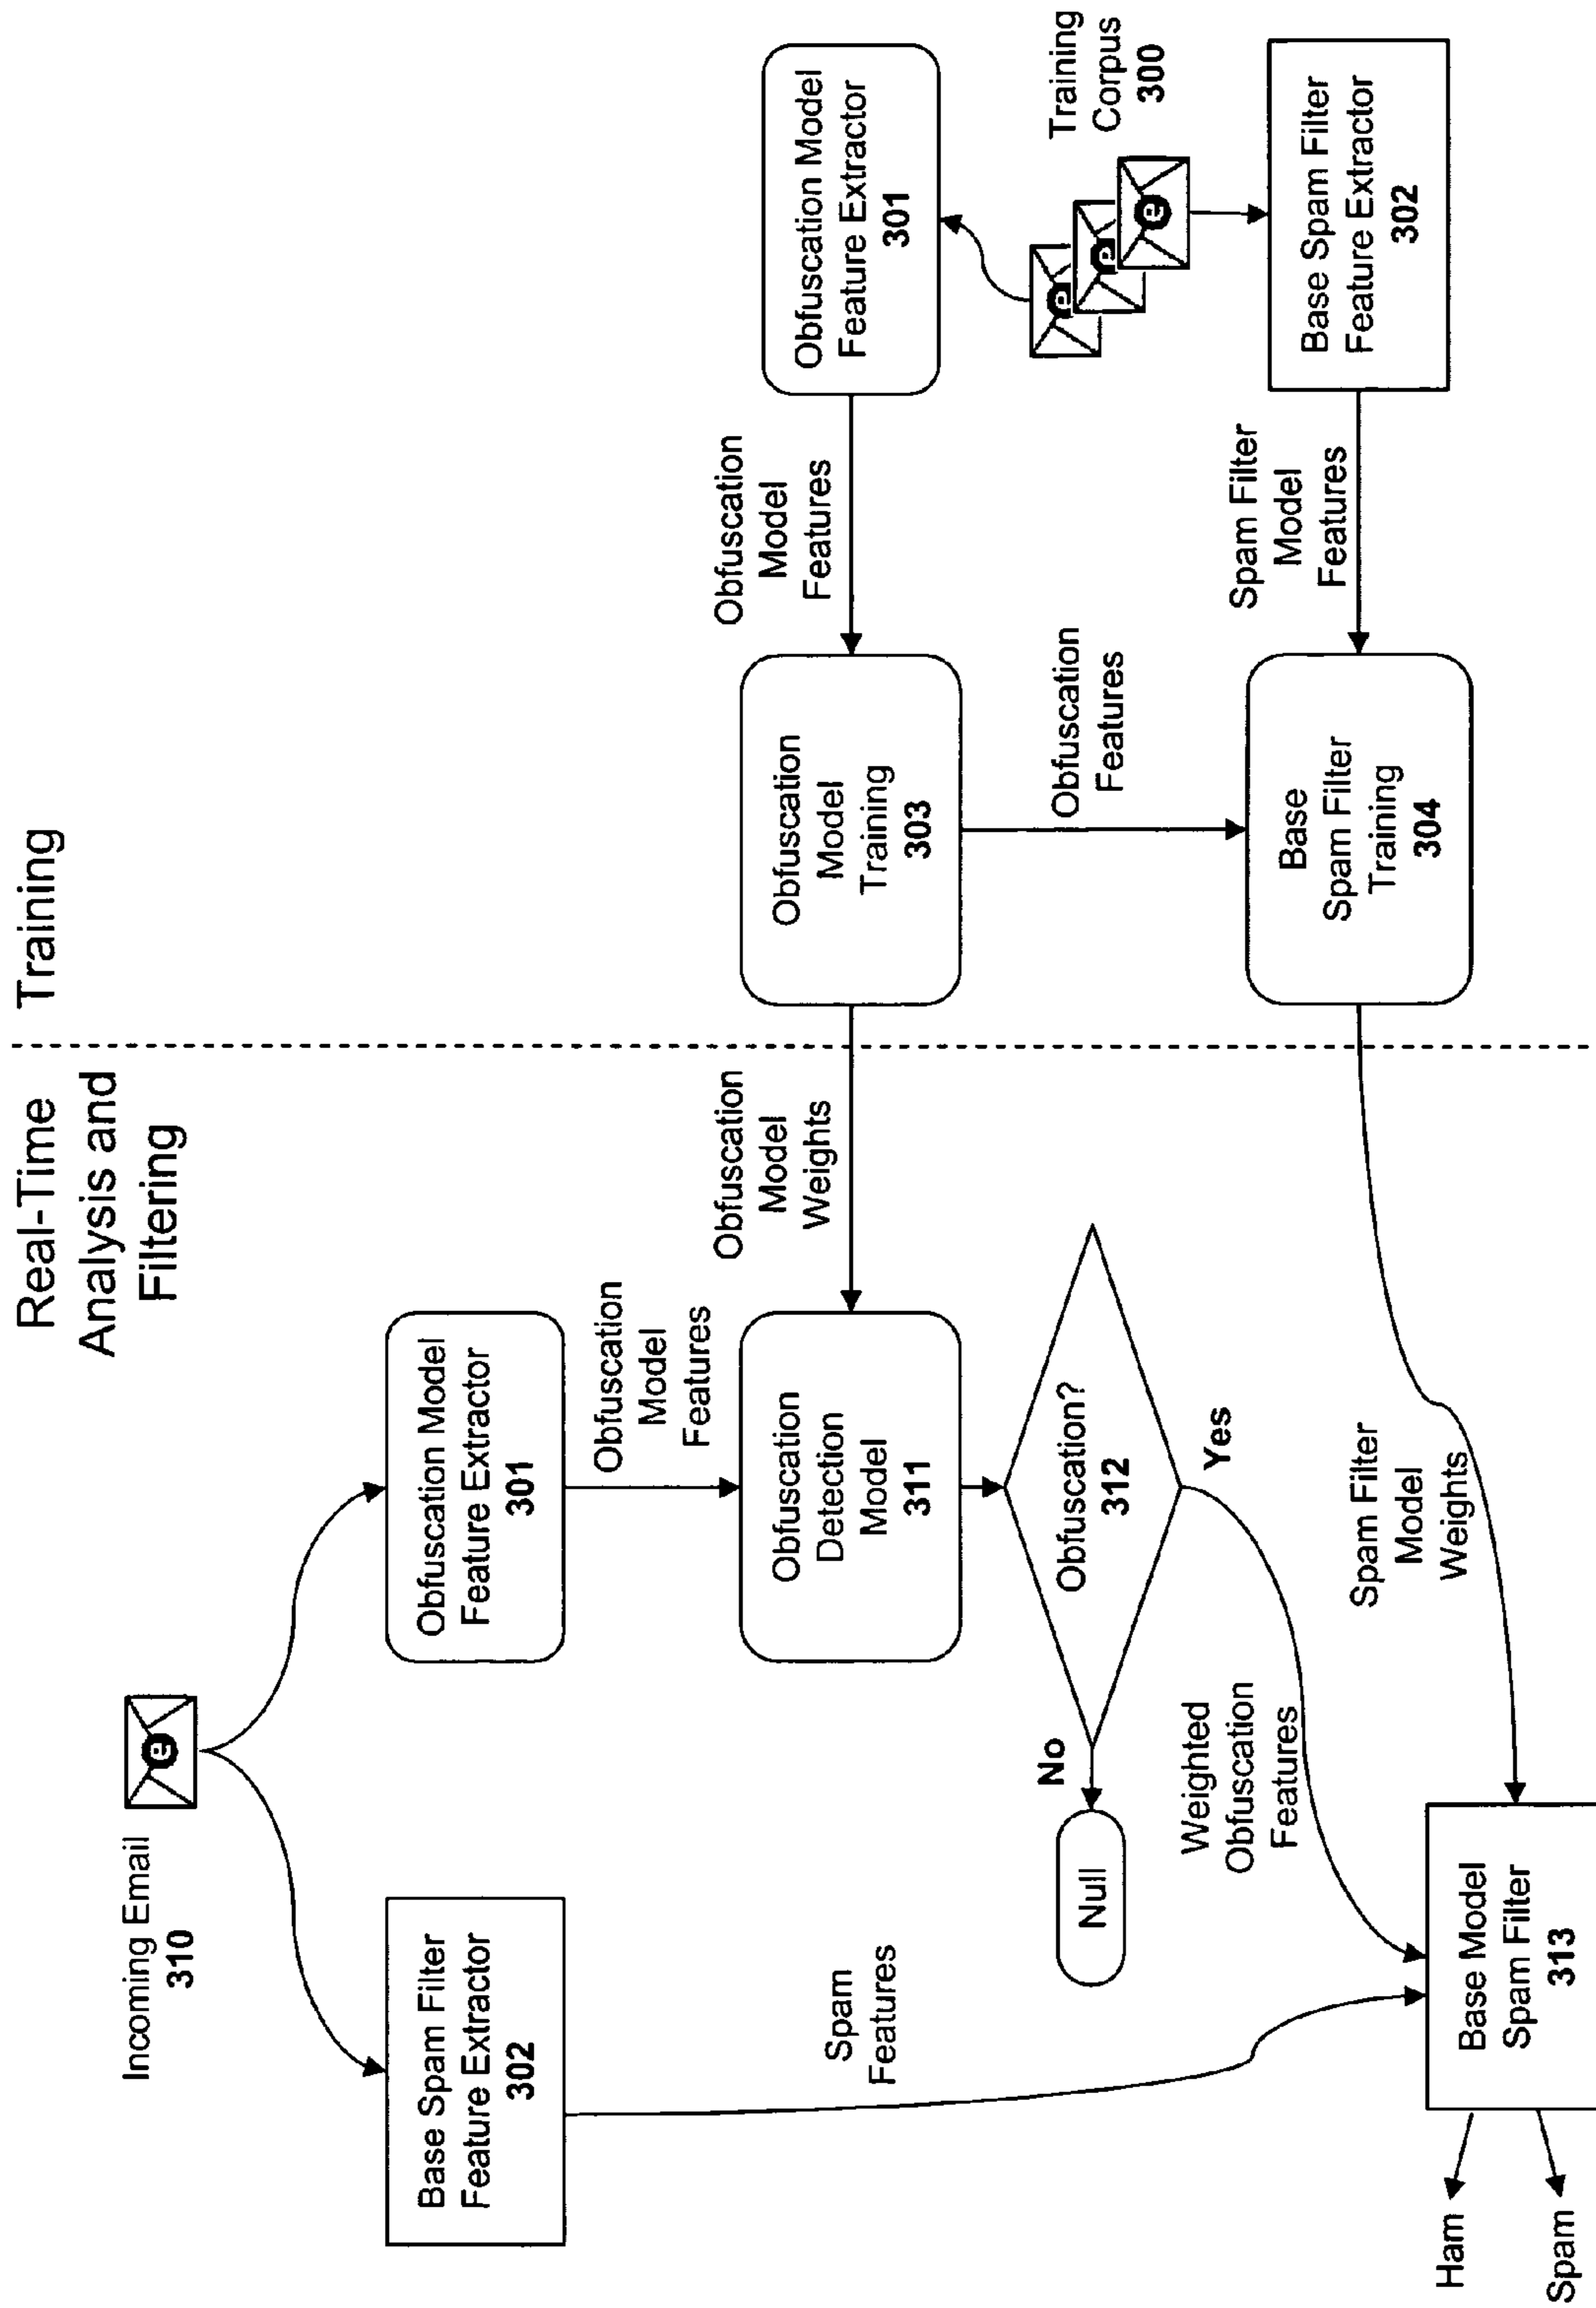 Real-Time
Analysis and
Filtering
Training
Incoming Email
310
Base Spam Filter
Feature Extractor
302
Obfuscation Model
Feature Extractor
301
Obfuscation
Model
Features
Obfuscation
Detection
Model
311
Obfuscation
Model
Weights
Obfuscation?
312
No
Null
Yes
Weighted
Obfuscation
Features
Spam
Features
Base Model
Spam Filter
313
Ham
Spam
Spam Filter
Model
Weights
Obfuscation
Model
Training
303
Obfuscation
Features
Base
Spam Filter
Training
304
Obfuscation
Model
Features
Spam Filter
Model
Features
Obfuscation Model
Feature Extractor
301
Training
Corpus
300
e
e
e
e
Base Spam Filter
Feature Extractor
302